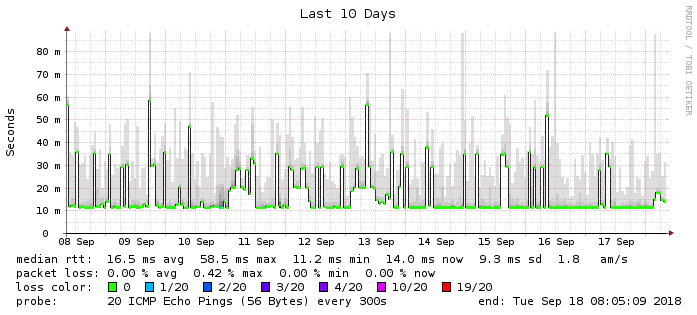 Last 10 Days
RRDTOOL / TOBI OETIKER
Seconds
80 m
70 m
60 m
50 m
40 m
30 m
20 m
10 m
0
08 Sep 09 Sep 10 Sep 11 Sep 12 Sep 13 Sep 14 Sep 15 Sep 16 Sep 17 Sep
median rtt: 16.5 ms avg 58.5 ms max 11.2 ms min 14.0 ms now 9.3 ms sd 1.8 am/s
packet loss: 0.00 % avg 0.42 % max 0.00 % min 0.00 % now
loss color: 0 1/20 2/20 3/20 4/20 10/20 19/20
probe: 20 ICMP Echo Pings (56 Bytes) every 300s end: Tue Sep 18 08:05:09 2018